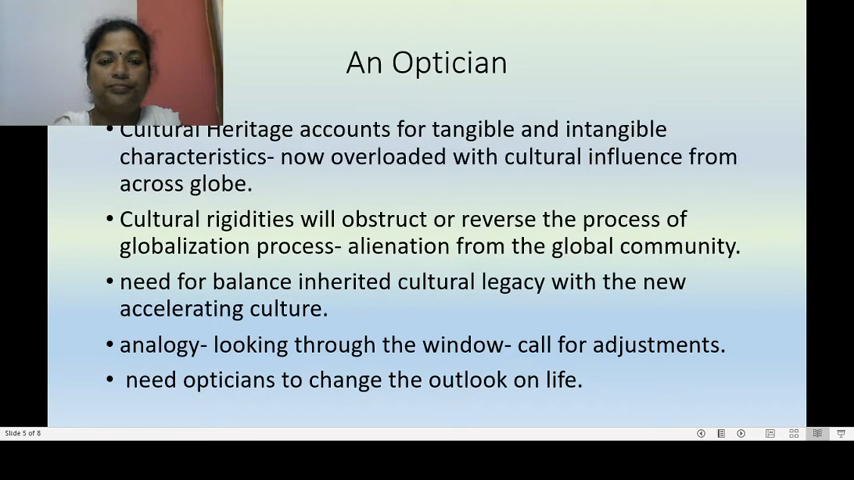 An Optician
• Cultural Heritage accounts for tangible and intangible
characteristics- now overloaded with cultural influence from
across globe.
• Cultural rigidities will obstruct or reverse the process of
globalization process- alienation from the global community.
• need for balance inherited cultural legacy with the new
accelerating culture.
• analogy- looking through the window- call for adjustments.
• need opticians to change the outlook on life.
Slide 5 of 8